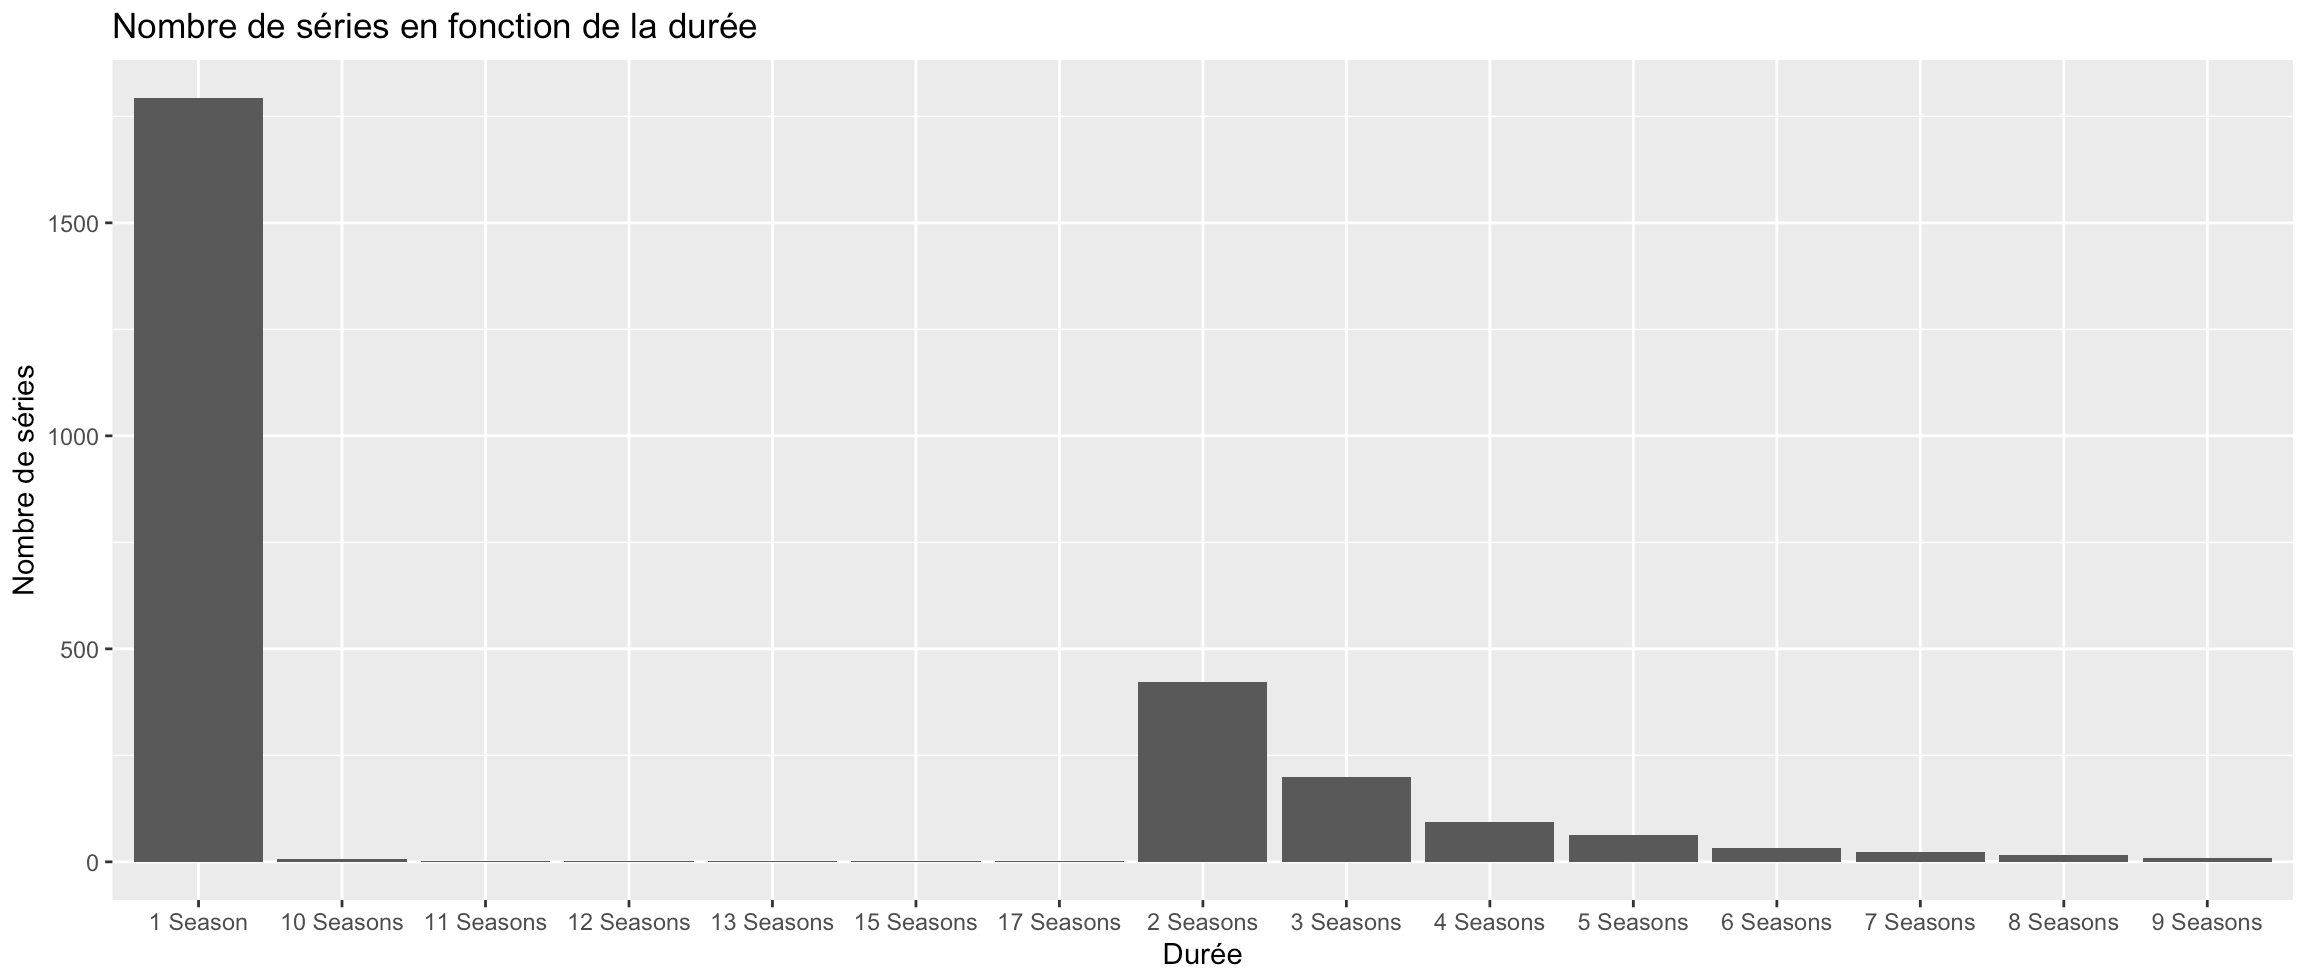 Nombre de séries en fonction de la durée
Nombre de séries
1500
1000
500
0
1 Season 10 Seasons 11 Seasons 12 Seasons 13 Seasons 15 Seasons 17 Seasons 2 Seasons 3 Seasons 4 Seasons 5 Seasons 6 Seasons 7 Seasons 8 Seasons 9 Seasons
Durée